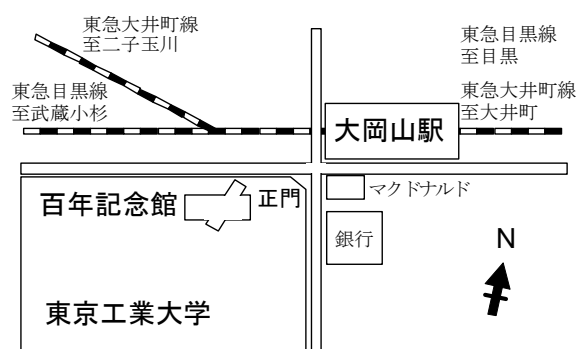 東急大井町線
至二子玉川
東急目黒線
至目黒
東急目黒線
至武蔵小杉
東急大井町線
至大井町
大岡山駅
百年記念館
正門
マクドナルド
銀行
N
東京工業大学